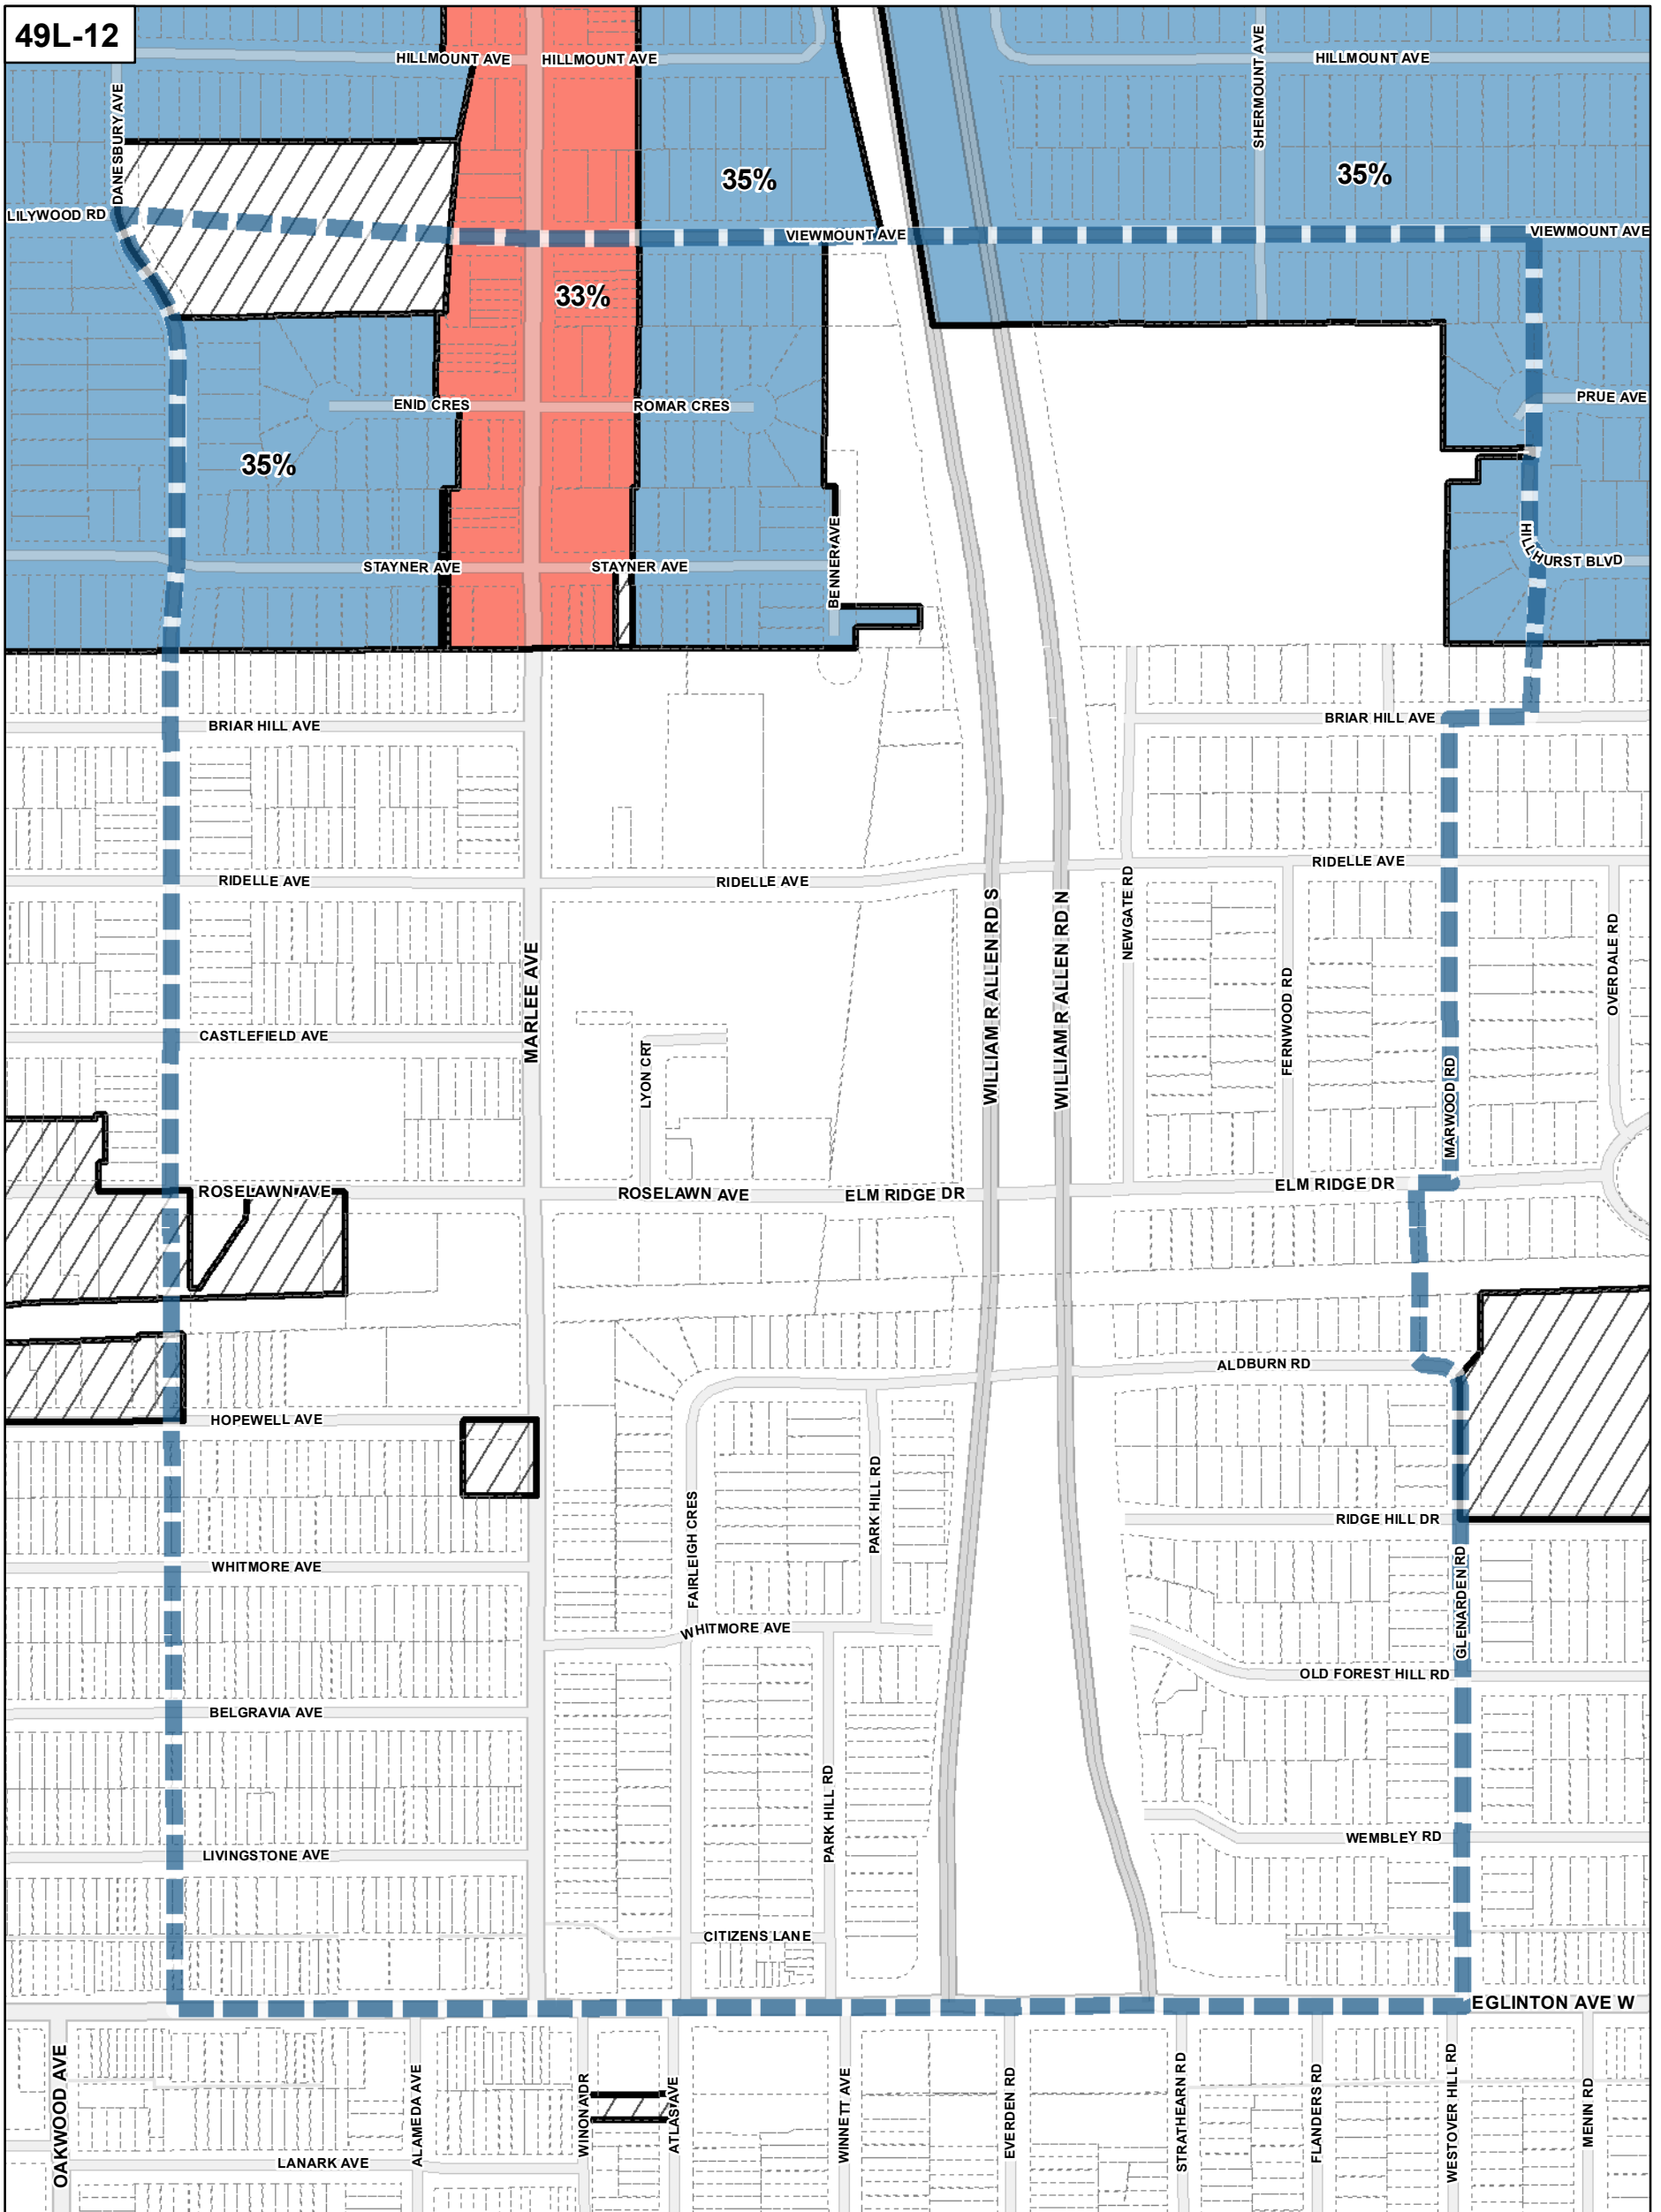 49L-12
HILLMOUNT AVE
HILLMOUNT AVE
HILLMOUNT AVE
SHERMOUNT AVE
DANESBURY AVE
35%
35%
LILYWOOD RD
VIEWMOUNT AVE
VIEWMOUNT AVE
33%
ENID CRES
ROMAR CRES
PRUE AVE
35%
STAYNER AVE
STAYNER AVE
BENNER AVE
HILLHURST BLVD
BRIAR HILL AVE
BRIAR HILL AVE
RIDELLE AVE
RIDELLE AVE
RIDELLE AVE
MARLEE AVE
WILLIAM R ALLEN RD S
WILLIAM R ALLEN RD N
NEWGATE RD
FERNWOOD RD
OVERDALE RD
CASTLEFIELD AVE
LYON CRT
MARWOOD RD
ROSELAWN AVE
ROSELAWN AVE
ELM RIDGE DR
ELM RIDGE DR
ALDBURN RD
HOPEWELL AVE
PARK HILL RD
FAIRLEIGH CRES
RIDGE HILL DR
WHITMORE AVE
WHITMORE AVE
GLENARDEN RD
OLD FOREST HILL RD
BELGRAVIA AVE
PARK HILL RD
WEMBLEY RD
LIVINGSTONE AVE
CITIZENS LANE
EGLINTON AVE W
OAKWOOD AVE
ALAMEDA AVE
WINONA DR
ATLAS AVE
WINNETT AVE
EVERDEN RD
STRATHEARN RD
FLANDERS RD
WESTOVER HILL RD
MENIN RD
LANARK AVE